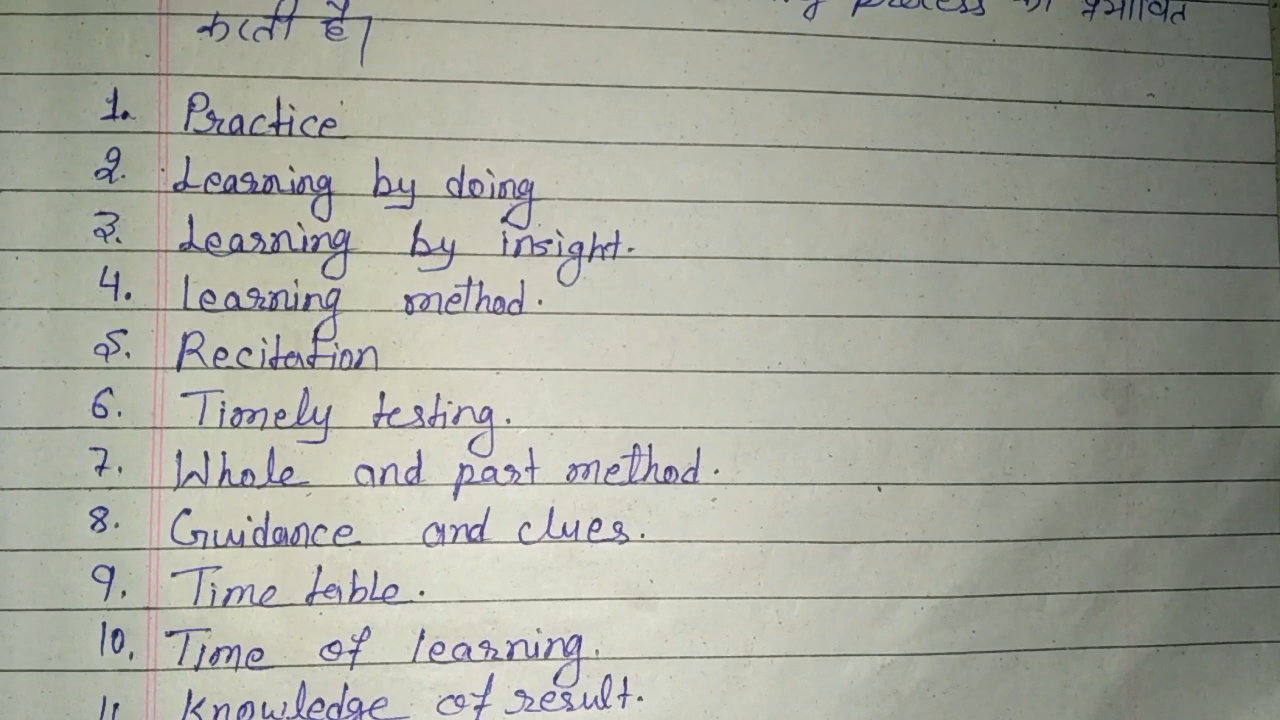 process को प्रभावित
करती है।
1. Practice
2. Learning by doing
3. Learning by insight.
4. learning method.
5. Recitation
6. Timely testing.
7. Whole and part method.
8. Guidance and clues.
9. Time table.
10. Time of learning.
11 Knowledge of result.